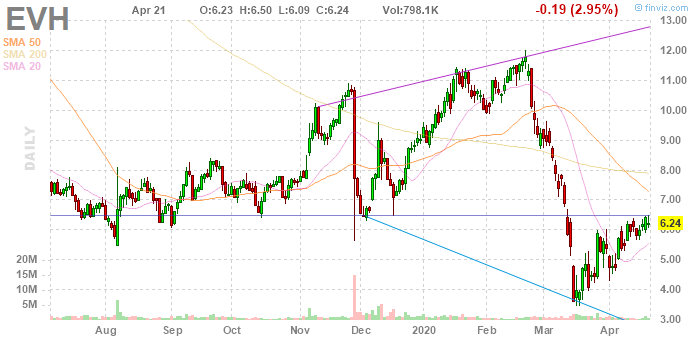 EVH Apr 21 O:6.23 H:6.50 L:6.09 C:6.24 Vol:798.1K -0.19 (2.95%) © finviz.com
SMA 50
SMA 200
SMA 20
DAILY
13.00
12.00
11.00
10.00
9.00
8.00
7.00
6.24
6.00
5.00
4.00
3.00
20M
15M
10M
5M
Aug Sep Oct Nov Dec 2020 Feb Mar Apr